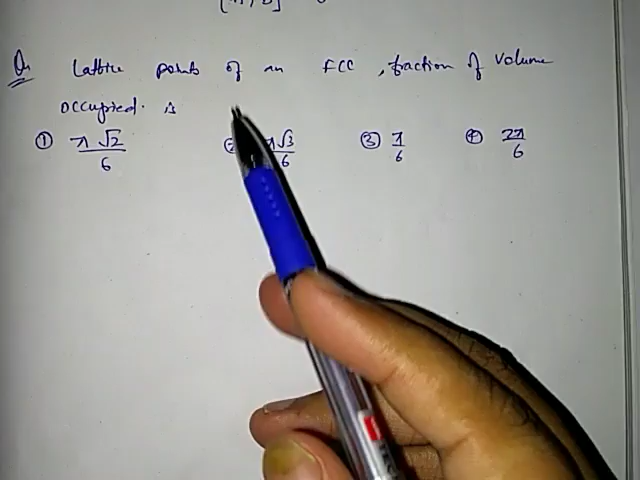 Qn Lattice points of an FCC, fraction of volume
occupied is
① π√2/6 ② π√3/6 ③ π/6 ④ 2π/6